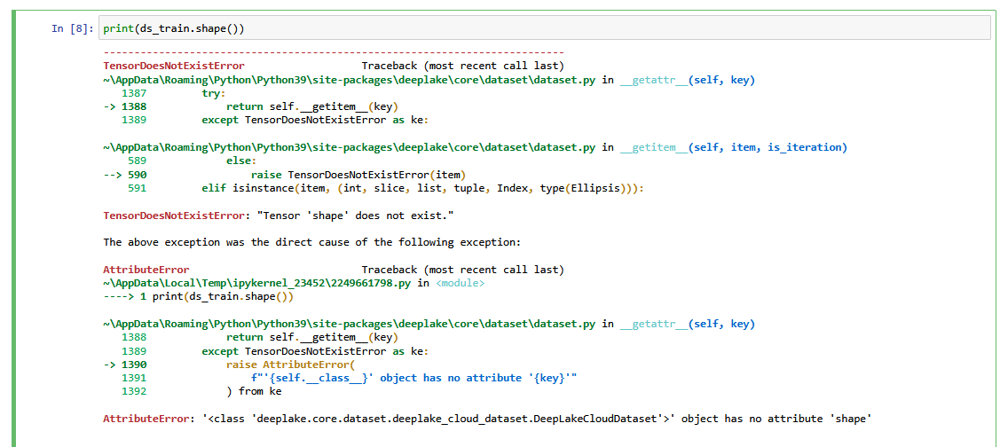 In [8]: print(ds_train.shape())
---------------------------------------------------------------------------
TensorDoesNotExistError                   Traceback (most recent call last)
~\AppData\Roaming\Python\Python39\site-packages\deeplake\core\dataset\dataset.py in __getattr__(self, key)
   1387         try:
-> 1388             return self.__getitem__(key)
   1389         except TensorDoesNotExistError as ke:

~\AppData\Roaming\Python\Python39\site-packages\deeplake\core\dataset\dataset.py in __getitem__(self, item, is_iteration)
    589             else:
--> 590                 raise TensorDoesNotExistError(item)
    591         elif isinstance(item, (int, slice, list, tuple, Index, type(Ellipsis))):

TensorDoesNotExistError: "Tensor 'shape' does not exist."

The above exception was the direct cause of the following exception:

AttributeError                            Traceback (most recent call last)
~\AppData\Local\Temp\ipykernel_23452\2249661798.py in <module>
----> 1 print(ds_train.shape())

~\AppData\Roaming\Python\Python39\site-packages\deeplake\core\dataset\dataset.py in __getattr__(self, key)
   1388             return self.__getitem__(key)
   1389         except TensorDoesNotExistError as ke:
-> 1390             raise AttributeError(
   1391                 f"'{self.__class__}' object has no attribute '{key}'"
   1392             ) from ke

AttributeError: '<class 'deeplake.core.dataset.deeplake_cloud_dataset.DeepLakeCloudDataset'>' object has no attribute 'shape'